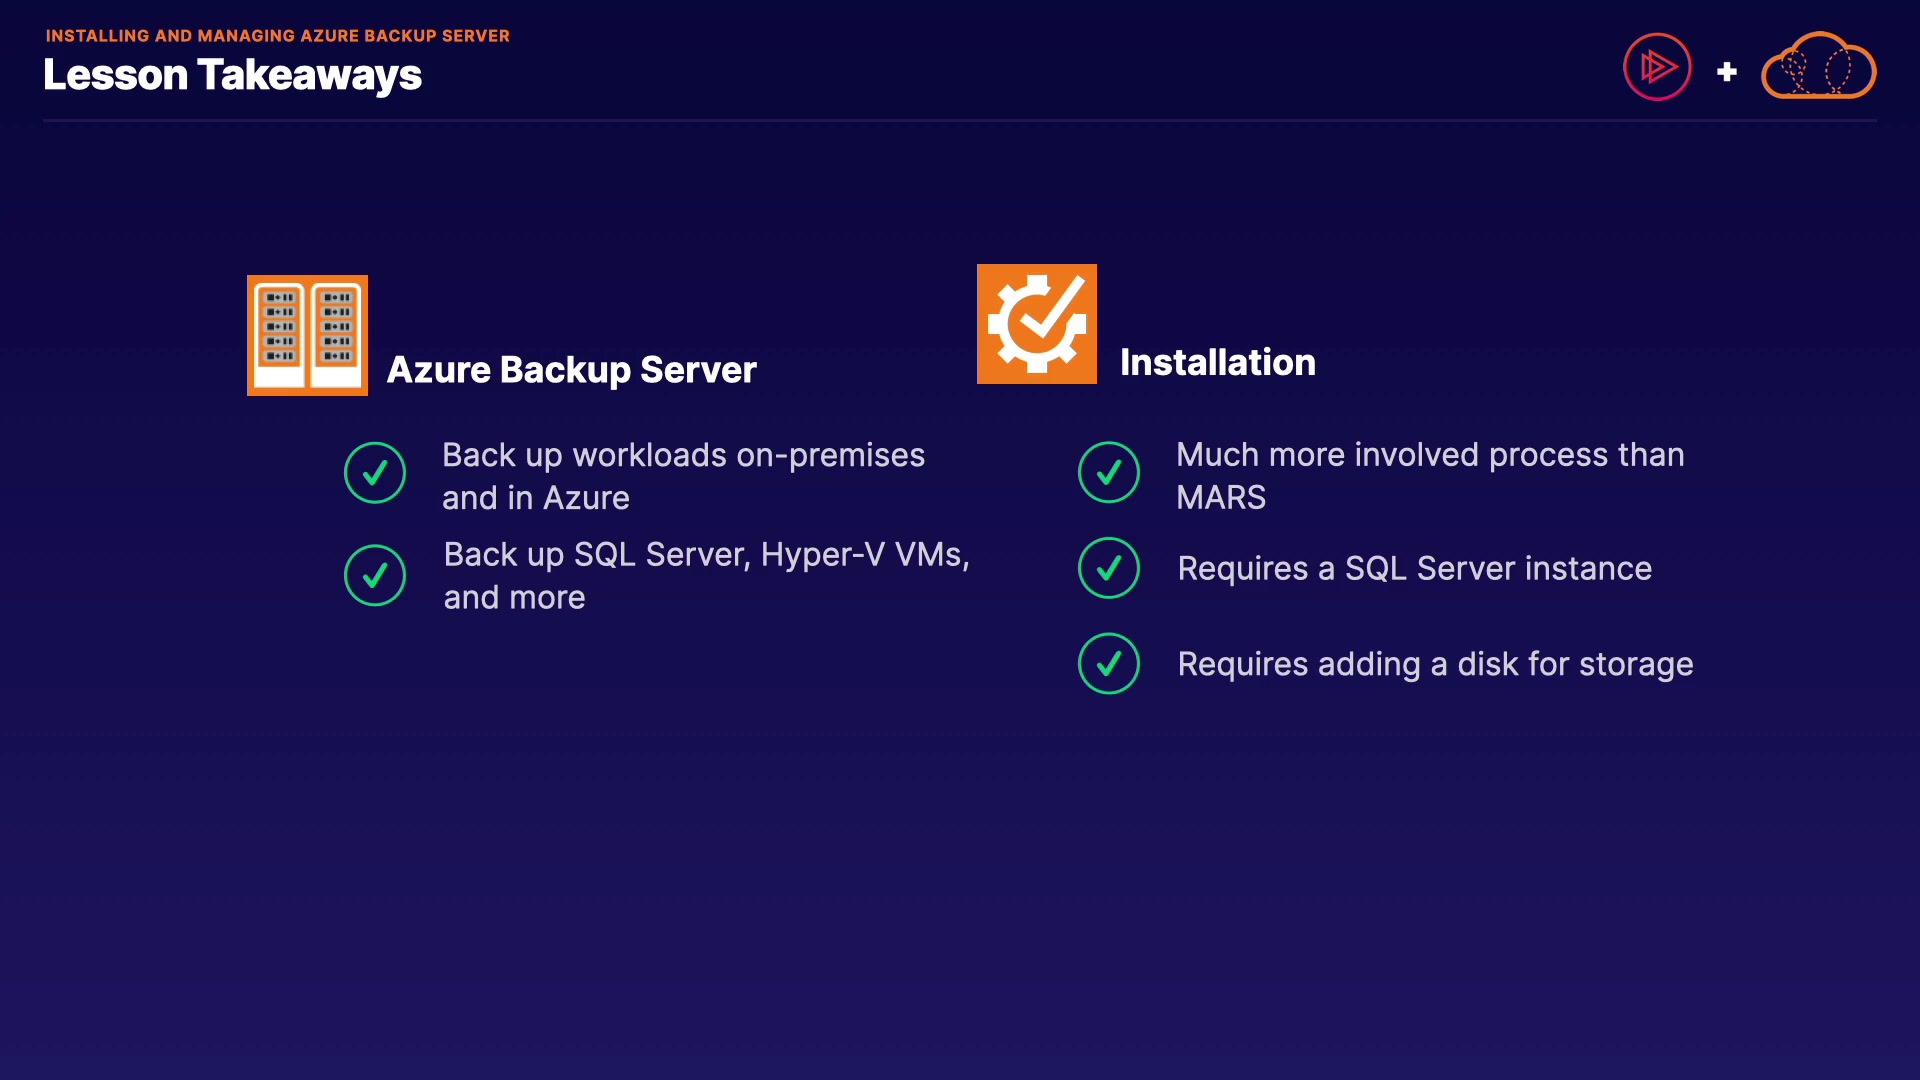 INSTALLING AND MANAGING AZURE BACKUP SERVER
Lesson Takeaways
Azure Backup Server
Back up workloads on-premises
and in Azure
Back up SQL Server, Hyper-V VMs,
and more
Installation
Much more involved process than
MARS
Requires a SQL Server instance
Requires adding a disk for storage